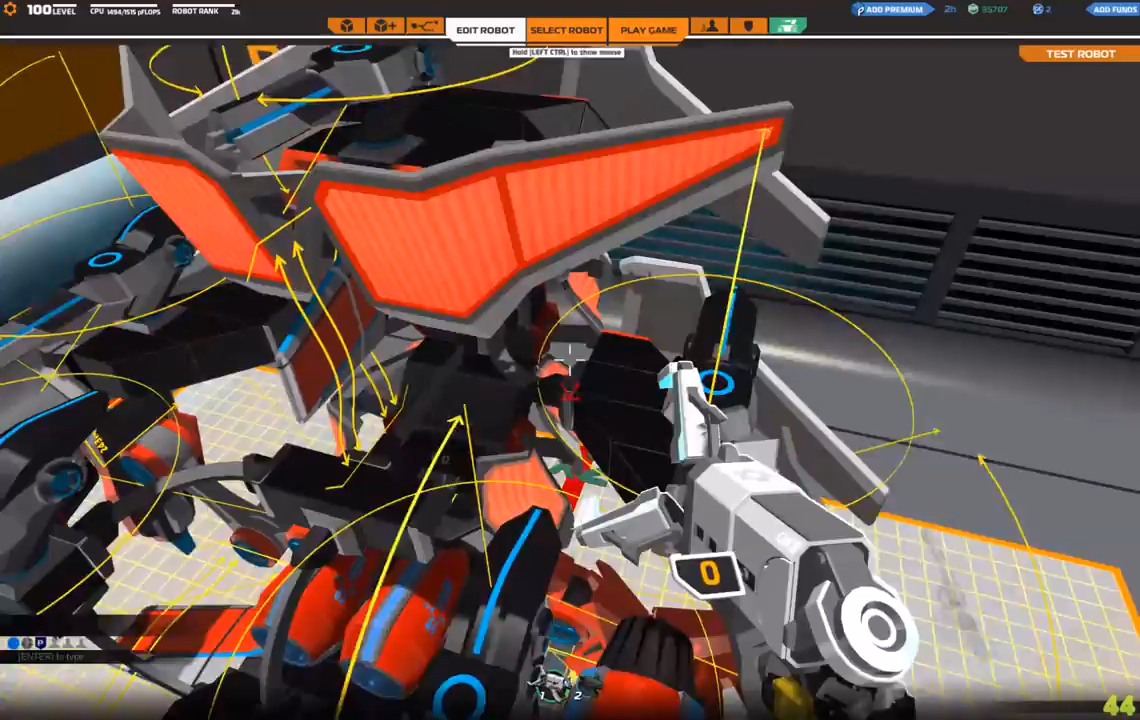 100 LEVEL
CPU 1494/1515 pFLOPS
ROBOT RANK
ADD PREMIUM
2h
35707
2
ADD FUNDS
EDIT ROBOT
SELECT ROBOT
PLAY GAME
Hold [LEFT CTRL] to show mouse
TEST ROBOT
0
P
[ENTER] to type
1
2
44